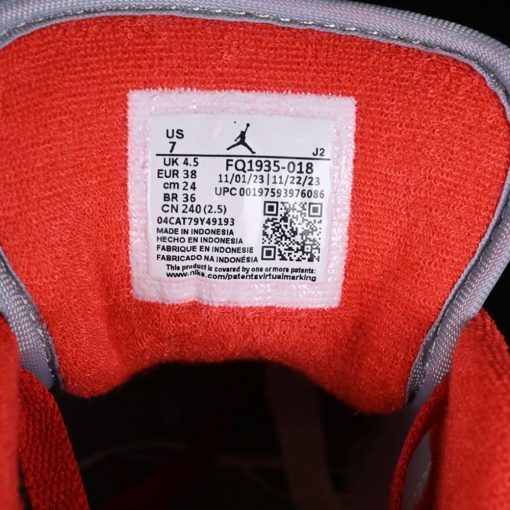 US
7
J2
UK 4.5
EUR 38
cm 24
BR 36
CN 240 (2.5)
FQ1935-018
11/01/23 | 11/22/23
UPC 00197593976086
04CAT79Y49193
MADE IN INDONESIA
HECHO EN INDONESIA
FABRIQUE EN INDONESIE
FABRICADO NA INDONÉSIA
This product is covered by one or more patents:
www.nike.com/patentsvirtualmarking